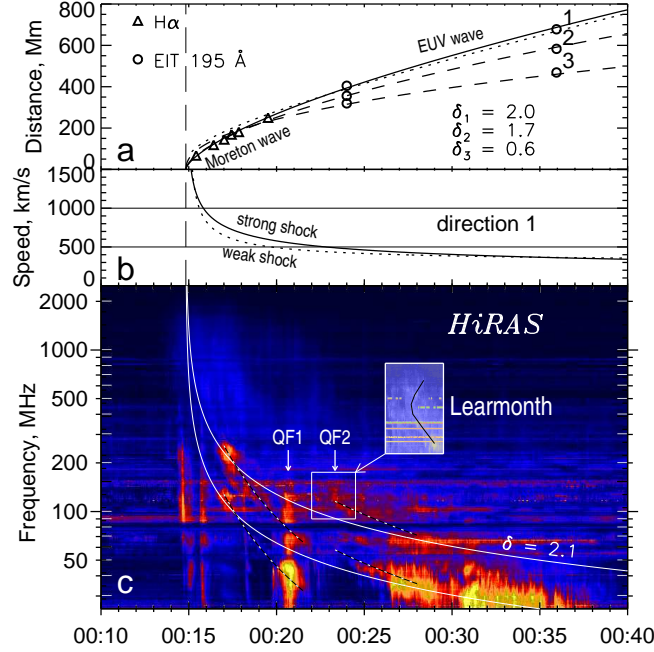 800
600
400
200
0
Distance, Mm
Hα
EIT 195 Å
EUV wave
Moreton wave
1
2
3
δ1 = 2.0
δ2 = 1.7
δ3 = 0.6
a
1500
1000
500
0
Speed, km/s
strong shock
weak shock
direction 1
b
2000
1000
500
200
100
50
Frequency, MHz
HiRAS
Learmonth
QF1
QF2
δ = 2.1
c
00:10
00:15
00:20
00:25
00:30
00:35
00:40